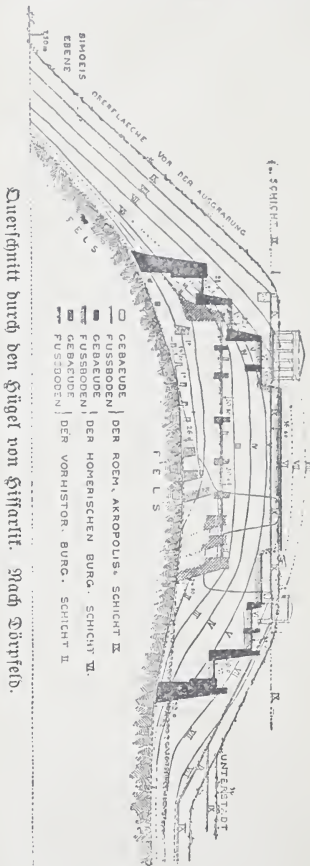 SIMOEIS
EBENE
OBERFLAECHE VOR DER AUSGRABUNG
SCHICHT IX
FELS
FELS
UNTERSTADT
GEBAEUDE
FUSSBODEN } DER ROEM. AKROPOLIS. SCHICHT IX
GEBAEUDE
FUSSBODEN } DER HOMERISCHEN BURG. SCHICHT VI
GEBAEUDE
FUSSBODEN } DER VORHISTOR. BURG. SCHICHT II
Querschnitt durch den Hügel von Hissarlik. Nach Dörpfeld.